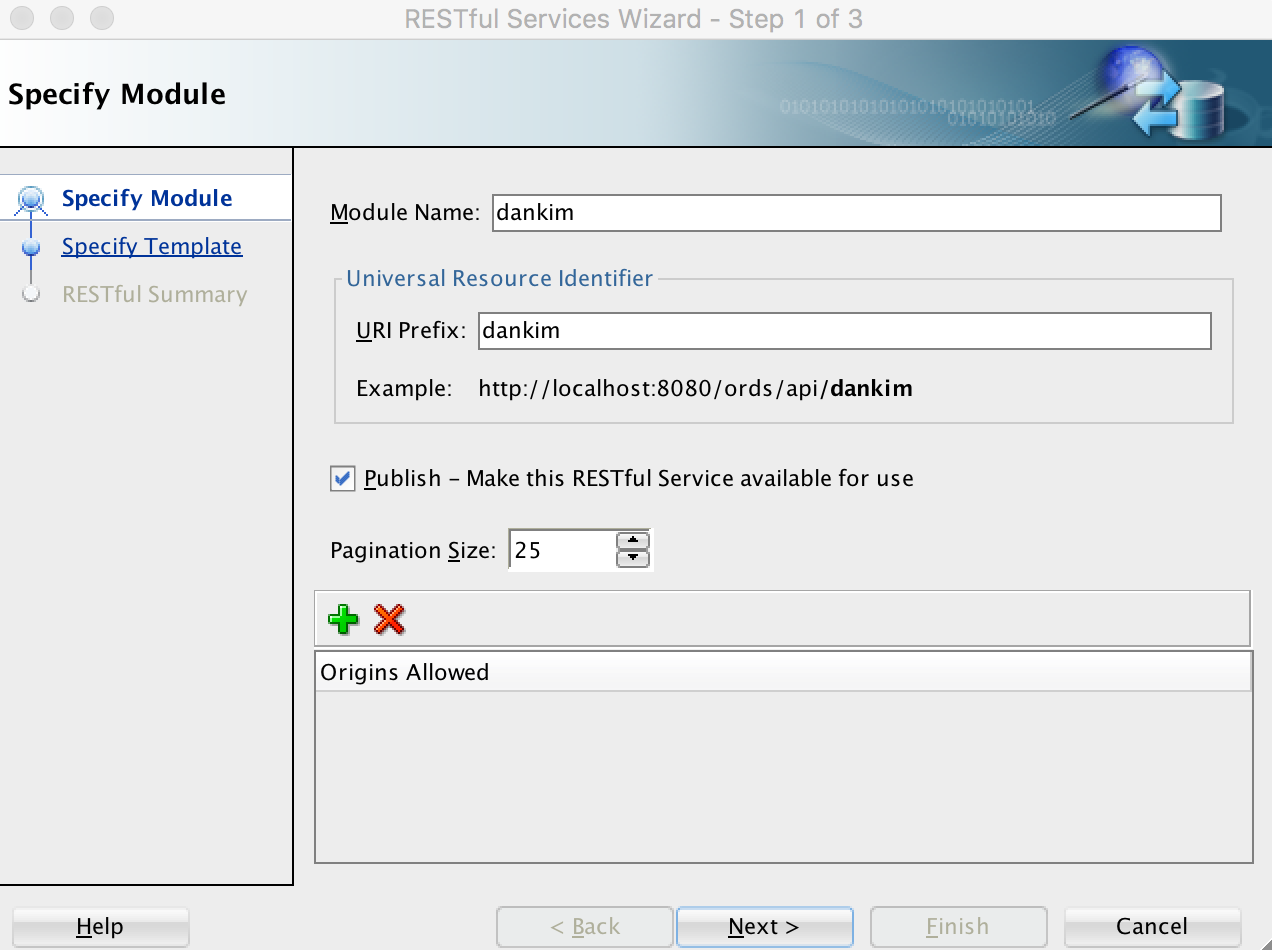 RESTful Services Wizard - Step 1 of 3
Specify Module
0101010101010101010101010101
01010101010
Specify Module
Specify Template
RESTful Summary
Module Name: dankim
Universal Resource Identifier
URI Prefix: dankim
Example: http://localhost:8080/ords/api/dankim
Publish – Make this RESTful Service available for use
Pagination Size: 25
Origins Allowed
Help
< Back
Next >
Finish
Cancel